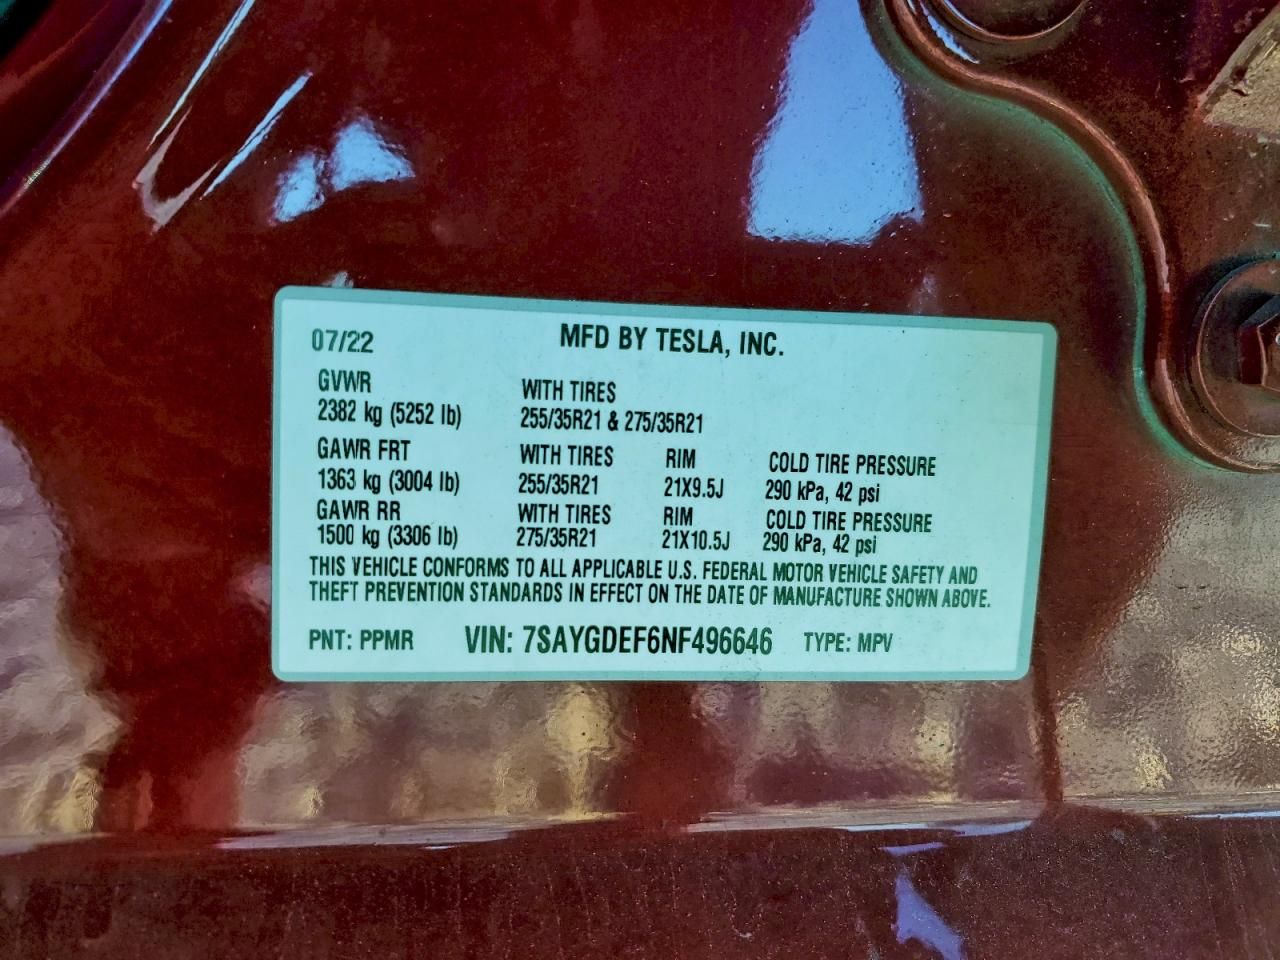 07/22 MFD BY TESLA, INC.
GVWR WITH TIRES
2382 kg (5252 lb) 255/35R21 & 275/35R21
GAWR FRT WITH TIRES RIM COLD TIRE PRESSURE
1363 kg (3004 lb) 255/35R21 21X9.5J 290 kPa, 42 psi
GAWR RR WITH TIRES RIM COLD TIRE PRESSURE
1500 kg (3306 lb) 275/35R21 21X10.5J 290 kPa, 42 psi
THIS VEHICLE CONFORMS TO ALL APPLICABLE U.S. FEDERAL MOTOR VEHICLE SAFETY AND
THEFT PREVENTION STANDARDS IN EFFECT ON THE DATE OF MANUFACTURE SHOWN ABOVE.
PNT: PPMR VIN: 7SAYGDEF6NF496646 TYPE: MPV